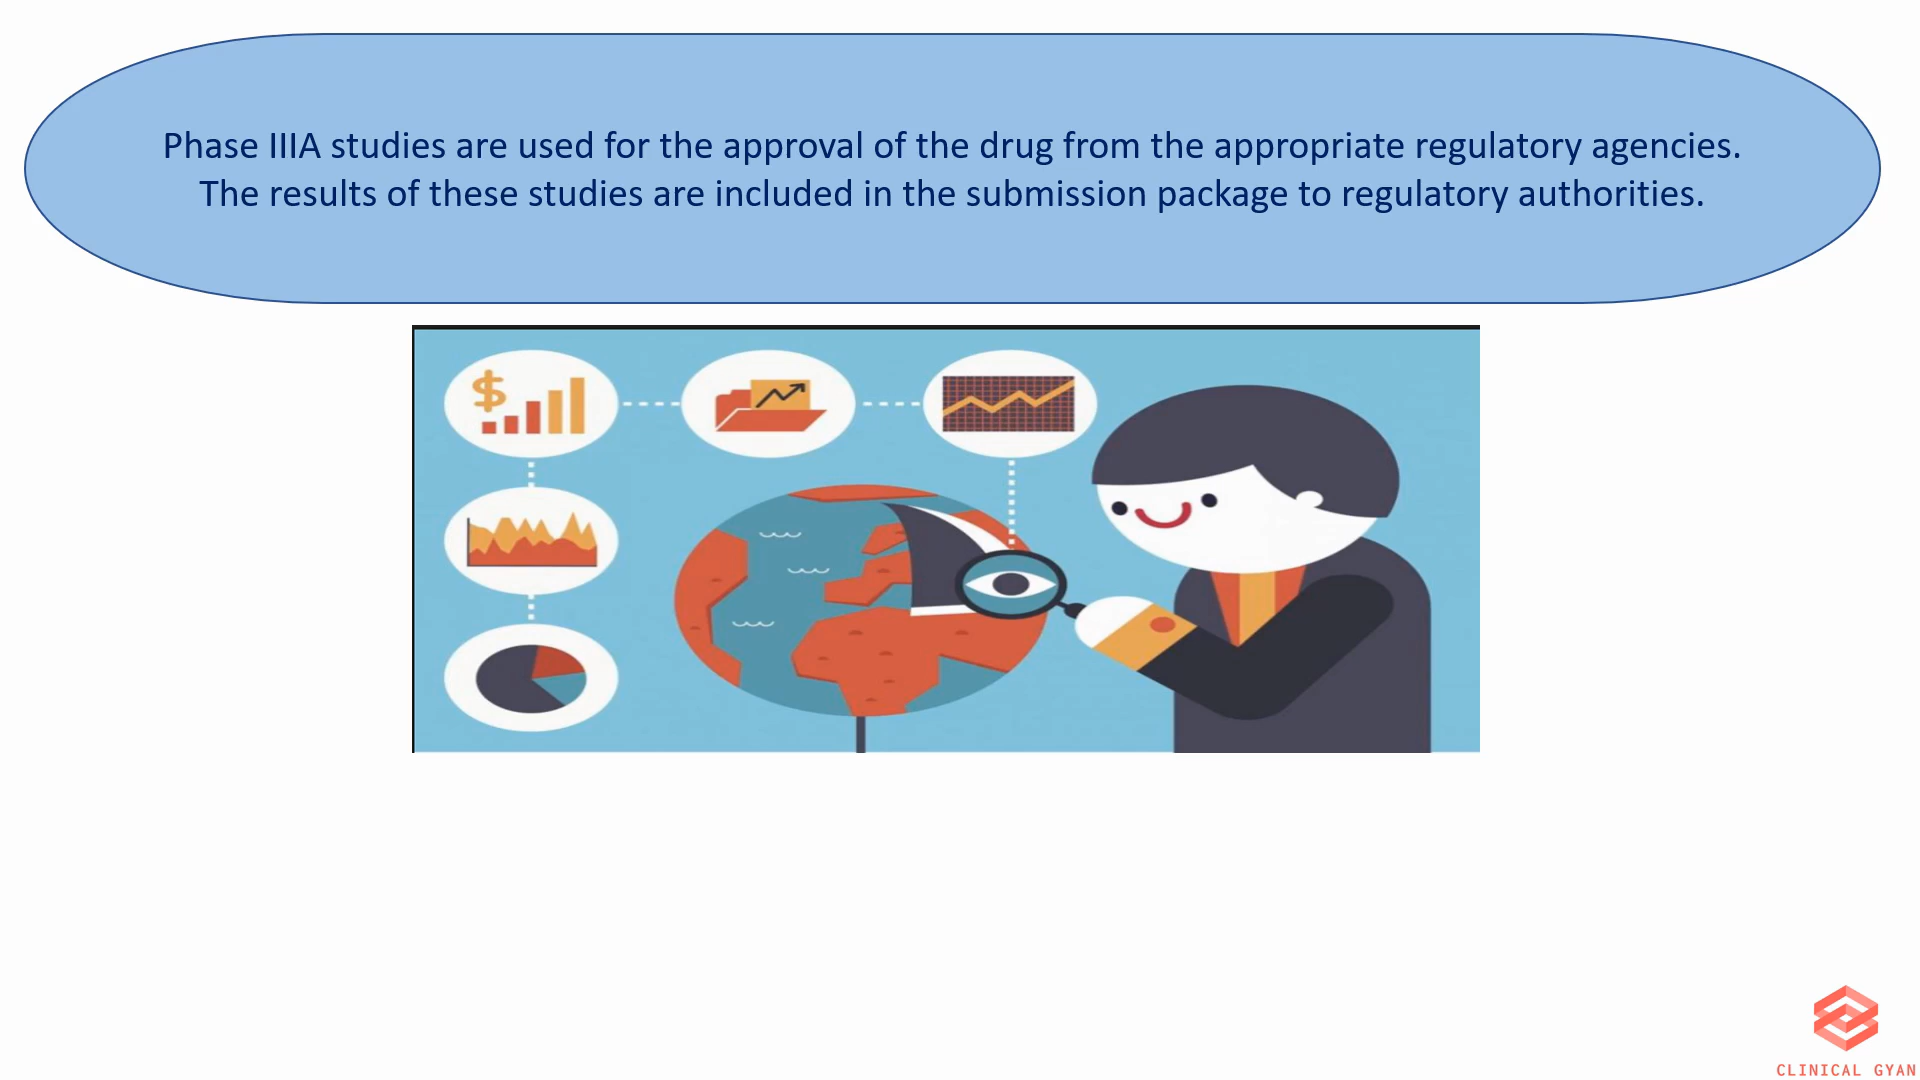 Phase IIIA studies are used for the approval of the drug from the appropriate regulatory agencies.
The results of these studies are included in the submission package to regulatory authorities.
$
CLINICAL GYAN